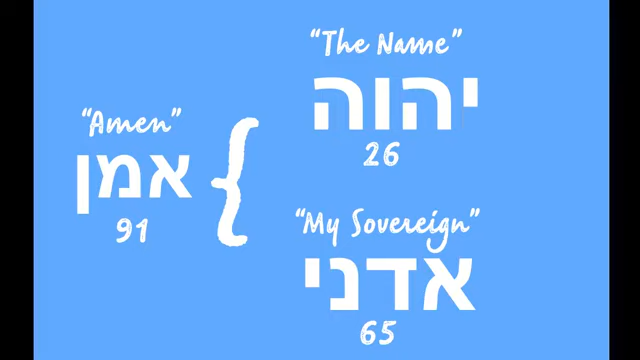 “Amen”
אמן
91
{
“The Name”
יהוה
26
“My Sovereign”
אדני
65